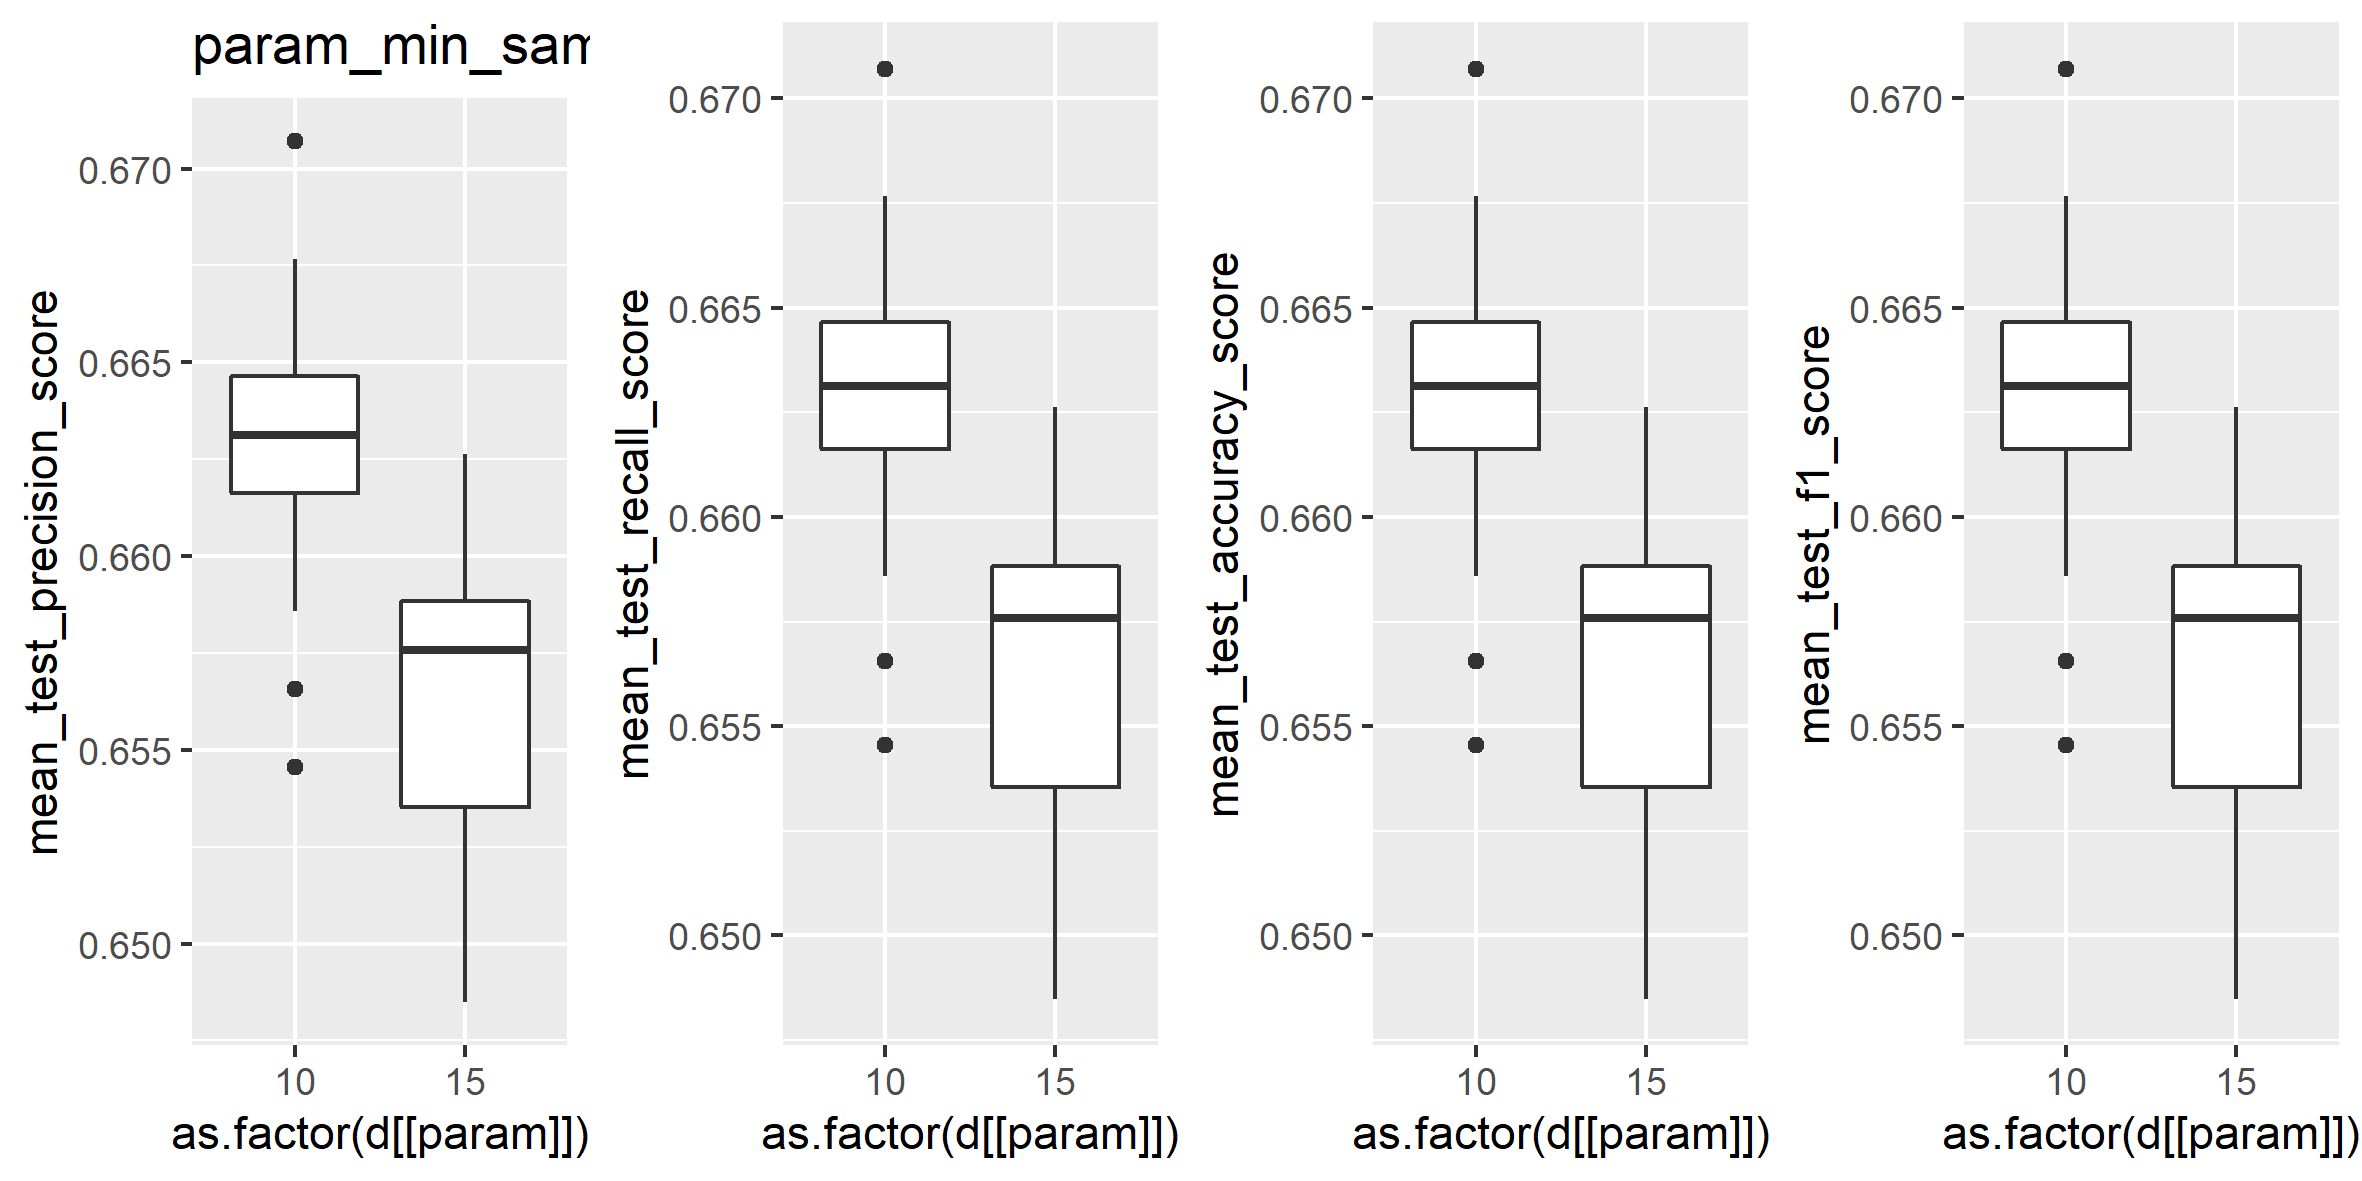 param_min_sam
mean_test_precision_score
0.670
0.665
0.660
0.655
0.650
10 15
as.factor(d[[param]])
mean_test_recall_score
0.670
0.665
0.660
0.655
0.650
10 15
as.factor(d[[param]])
mean_test_accuracy_score
0.670
0.665
0.660
0.655
0.650
10 15
as.factor(d[[param]])
mean_test_f1_score
0.670
0.665
0.660
0.655
0.650
10 15
as.factor(d[[param]])